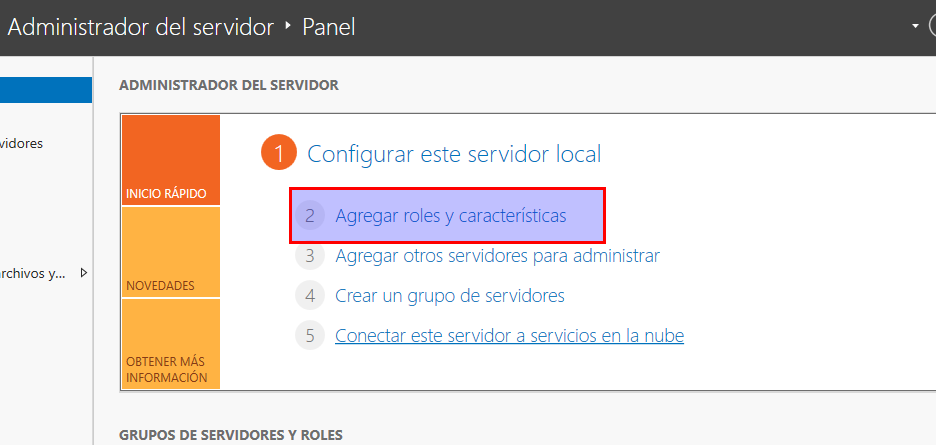 Administrador del servidor ‣ Panel
ADMINISTRADOR DEL SERVIDOR
INICIO RÁPIDO
NOVEDADES
OBTENER MÁS
INFORMACIÓN
1 Configurar este servidor local
2 Agregar roles y características
3 Agregar otros servidores para administrar
4 Crear un grupo de servidores
5 Conectar este servidor a servicios en la nube
vidores
rchivos y...
GRUPOS DE SERVIDORES Y ROLES